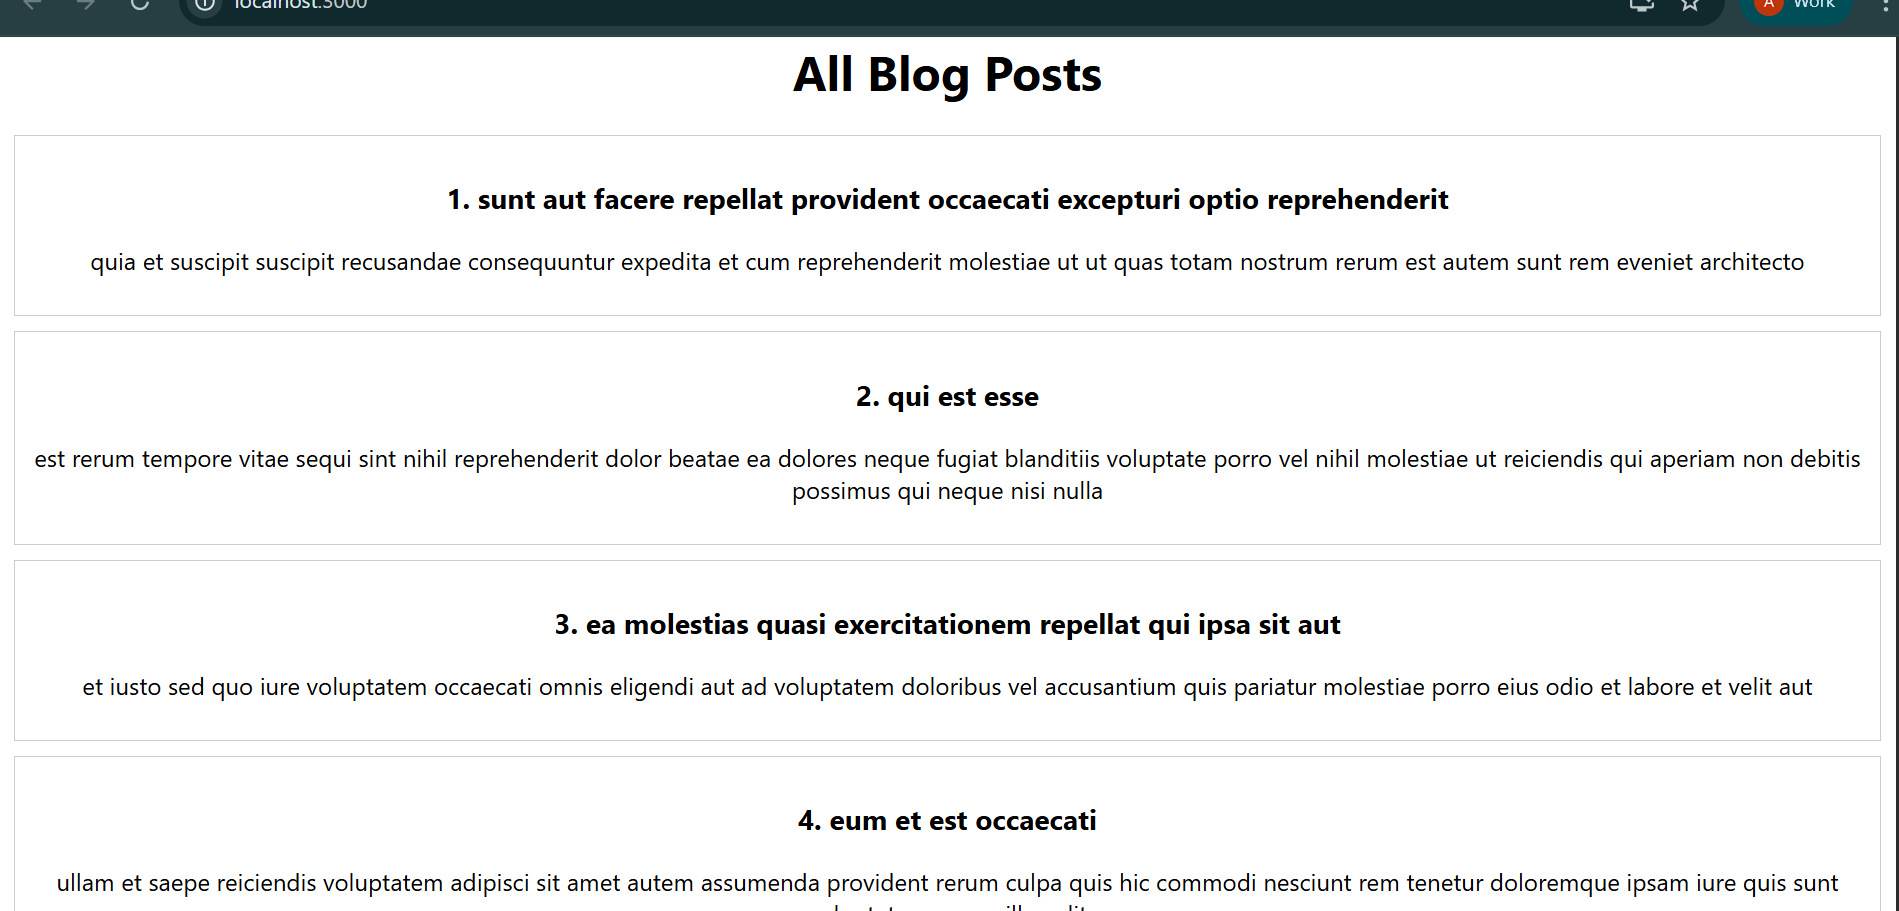 localhost:3000
A Work
All Blog Posts
1. sunt aut facere repellat provident occaecati excepturi optio reprehenderit
quia et suscipit suscipit recusandae consequuntur expedita et cum reprehenderit molestiae ut ut quas totam nostrum rerum est autem sunt rem eveniet architecto
2. qui est esse
est rerum tempore vitae sequi sint nihil reprehenderit dolor beatae ea dolores neque fugiat blanditiis voluptate porro vel nihil molestiae ut reiciendis qui aperiam non debitis
possimus qui neque nisi nulla
3. ea molestias quasi exercitationem repellat qui ipsa sit aut
et iusto sed quo iure voluptatem occaecati omnis eligendi aut ad voluptatem doloribus vel accusantium quis pariatur molestiae porro eius odio et labore et velit aut
4. eum et est occaecati
ullam et saepe reiciendis voluptatem adipisci sit amet autem assumenda provident rerum culpa quis hic commodi nesciunt rem tenetur doloremque ipsam iure quis sunt